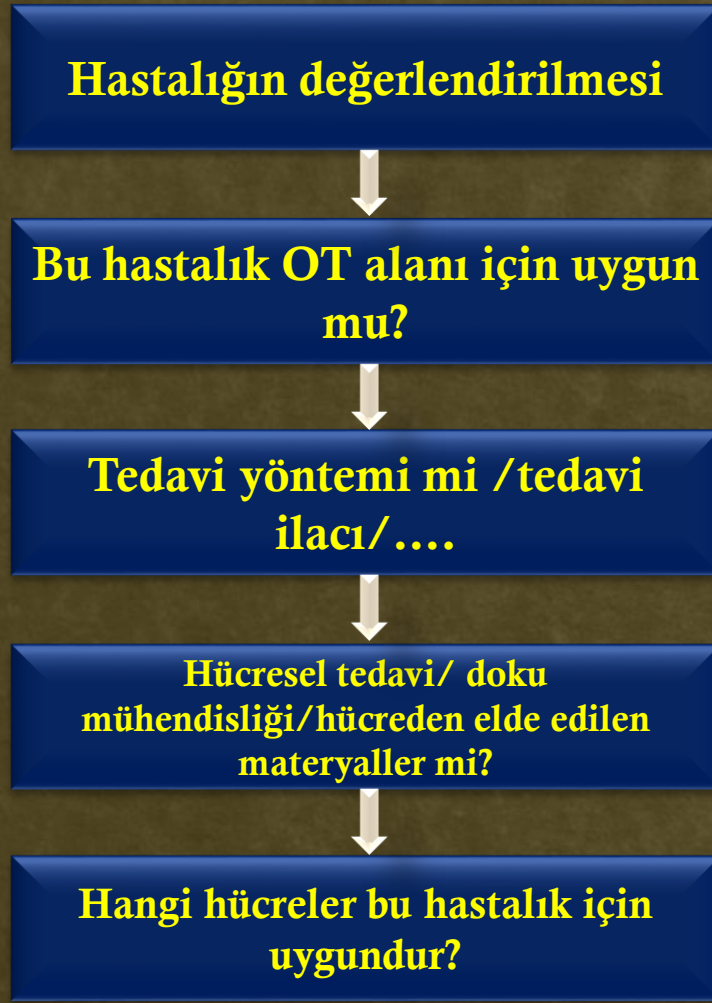 Hastalığın değerlendirilmesi
Bu hastalık OT alanı için uygun
mu?
Tedavi yöntemi mi /tedavi
ilacı/....
Hücresel tedavi/ doku
mühendisliği/hücreden elde edilen
materyaller mi?
Hangi hücreler bu hastalık için
uygundur?